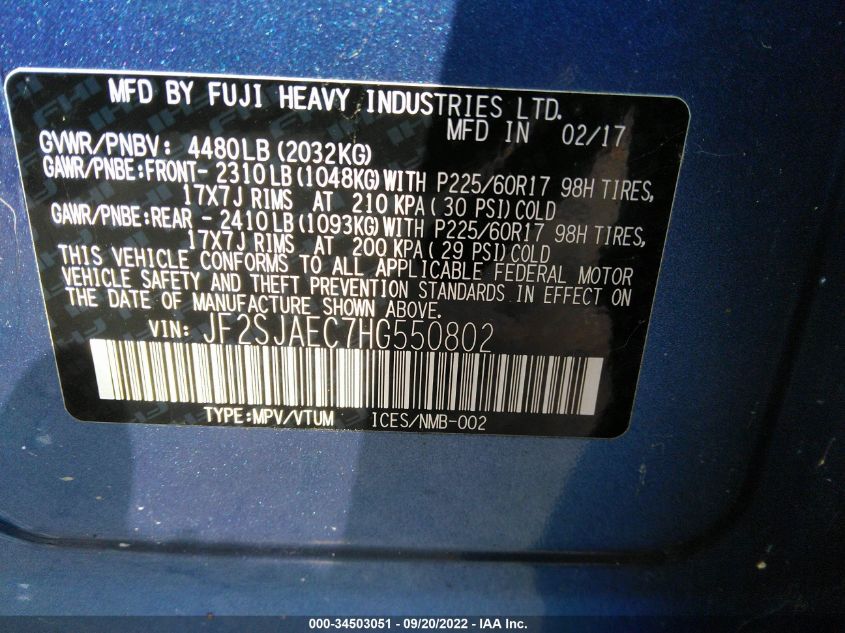 MFD BY FUJI HEAVY INDUSTRIES LTD.
MFD IN 02/17
GVWR/PNBV: 4480LB (2032KG)
GAWR/PNBE:FRONT- 2310LB(1048KG)WITH P225/60R17 98H TIRES,
17X7J RIMS AT 210 KPA( 30 PSI)COLD
GAWR/PNBE:REAR - 2410LB(1093KG)WITH P225/60R17 98H TIRES,
17X7J RIMS AT 200 KPA(29 PSI)COLD
THIS VEHICLE CONFORMS TO ALL APPLICABLE FEDERAL MOTOR
VEHICLE SAFETY AND THEFT PREVENTION STANDARDS IN EFFECT ON
THE DATE OF MANUFACTURE SHOWN ABOVE.
VIN: JF2SJAEC7HG550802
TYPE:MPV/VTUM ICES/NMB-002
000-34503051 - 09/20/2022 - IAA Inc.